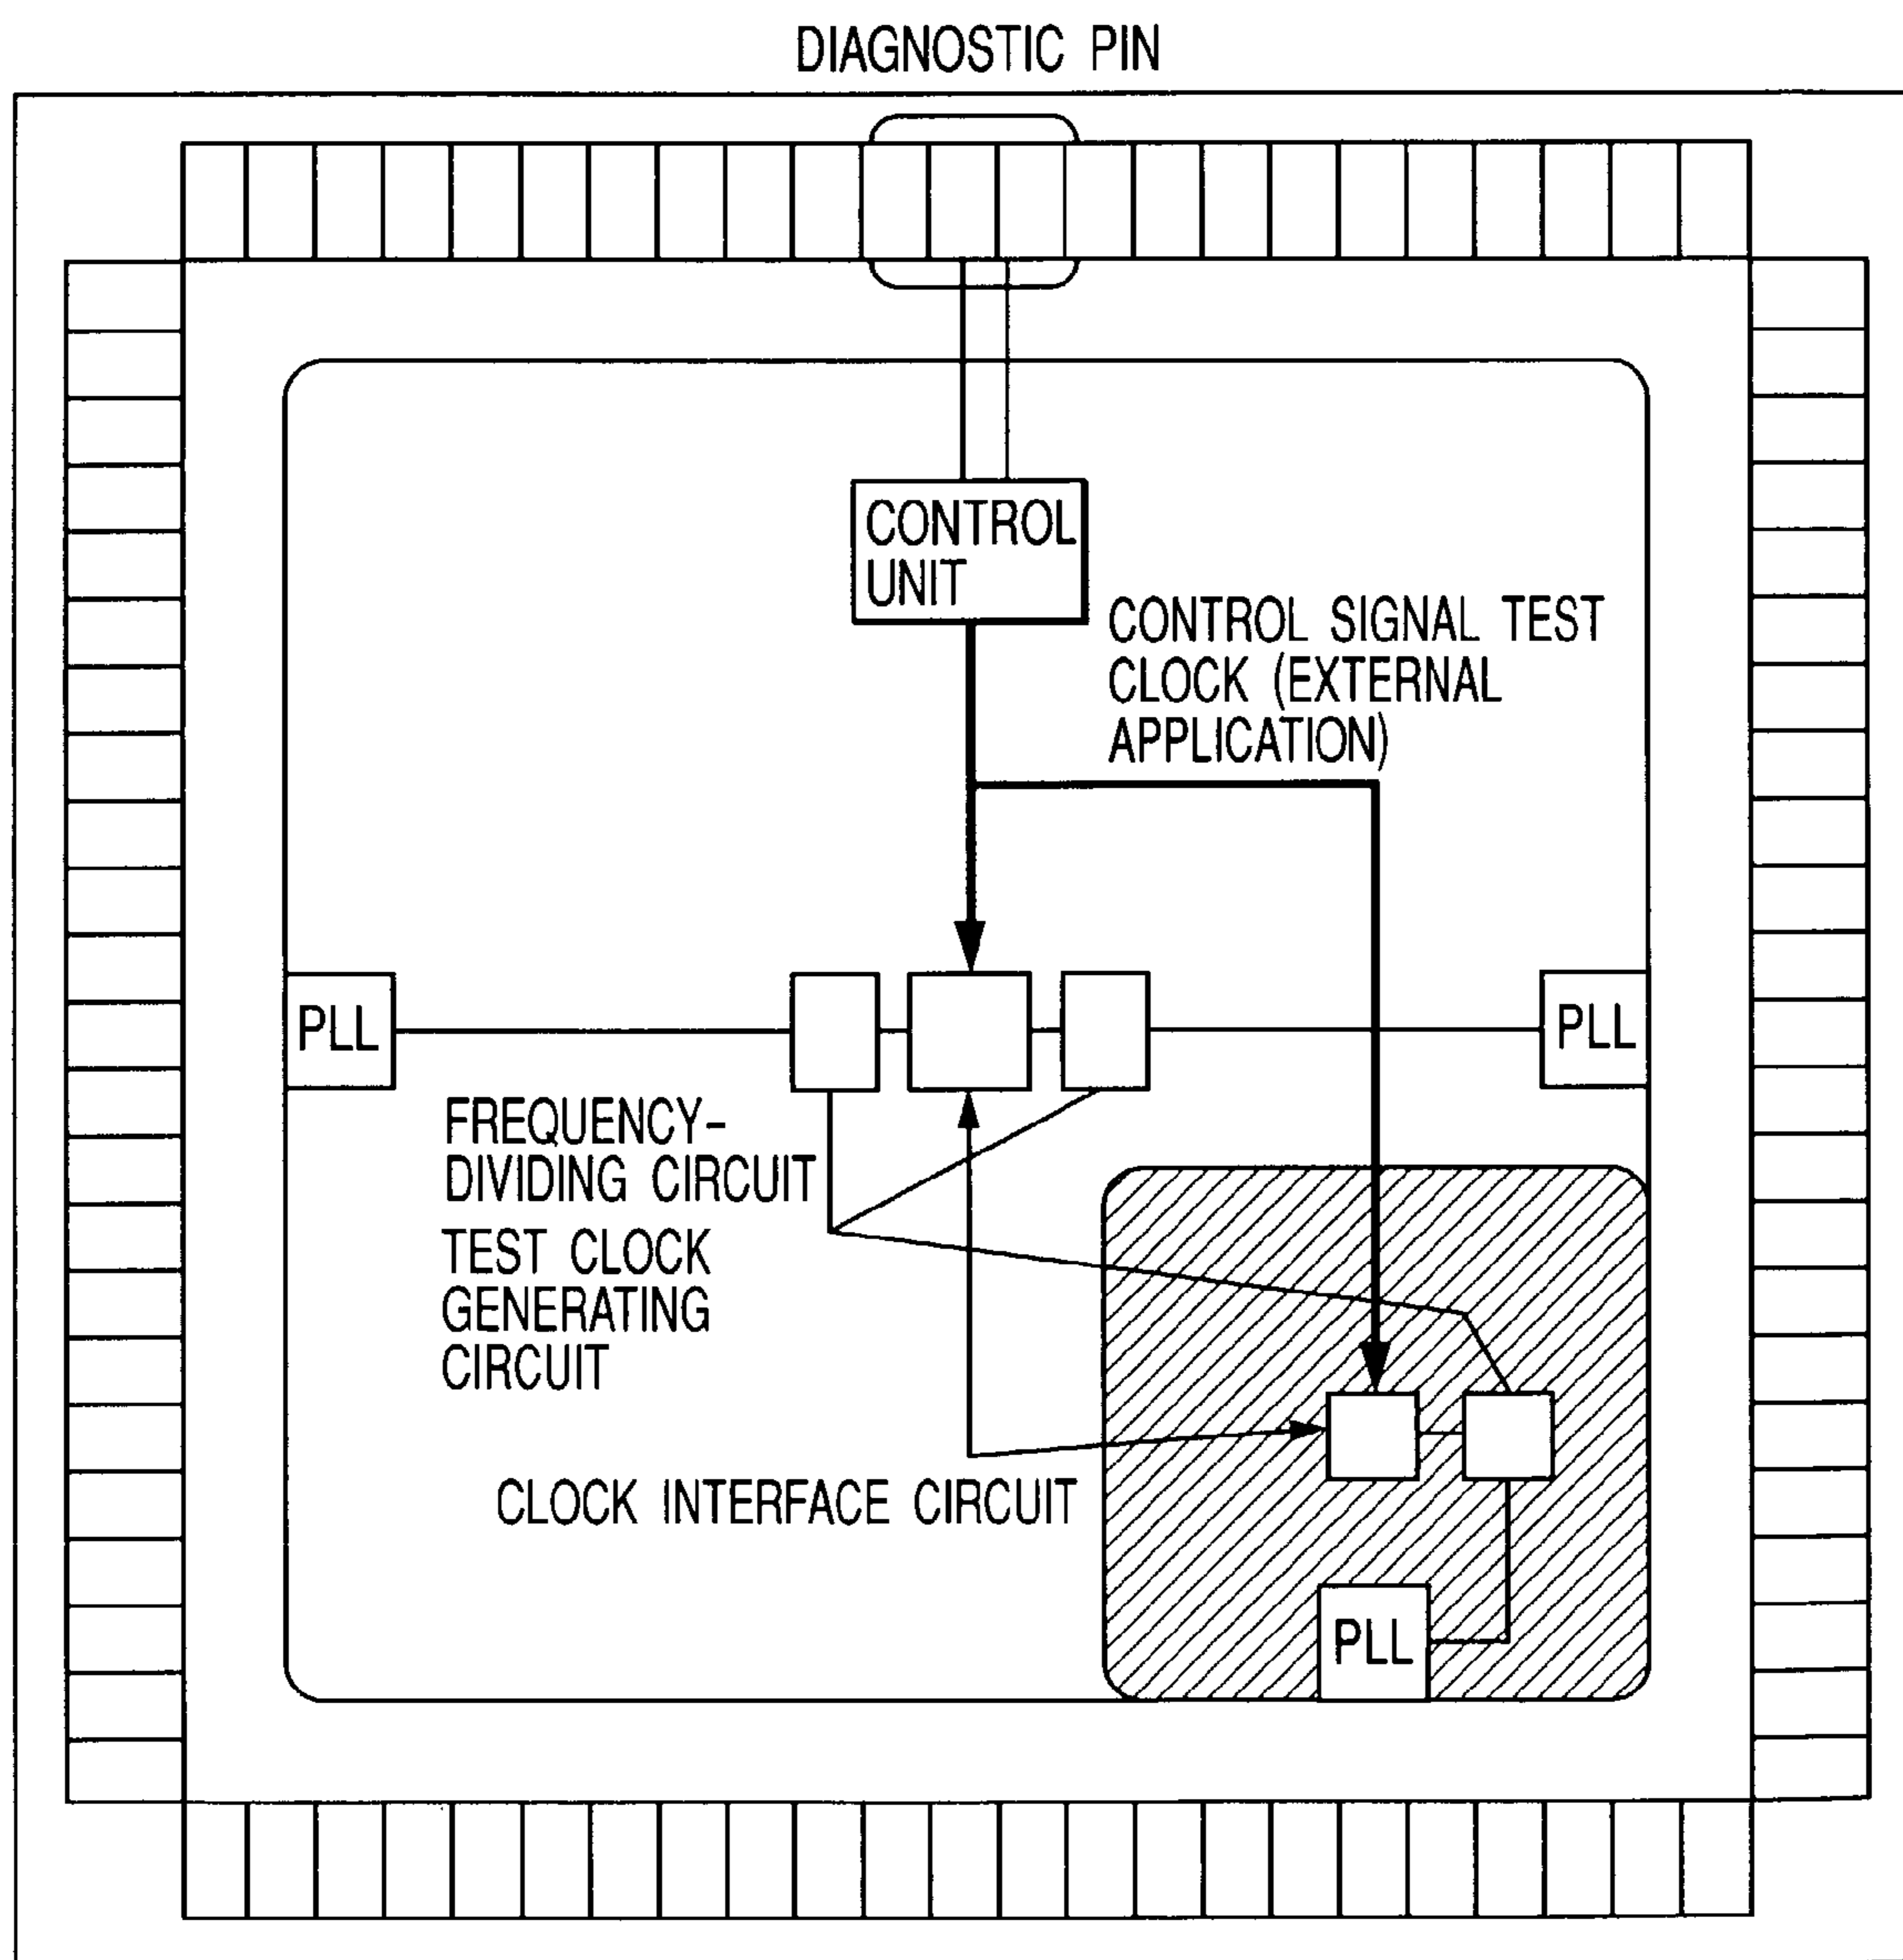 DIAGNOSTIC PIN
CONTROL
UNIT
CONTROL SIGNAL TEST
CLOCK (EXTERNAL
APPLICATION)
PLL
PLL
FREQUENCY-
DIVIDING CIRCUIT
TEST CLOCK
GENERATING
CIRCUIT
CLOCK INTERFACE CIRCUIT
PLL